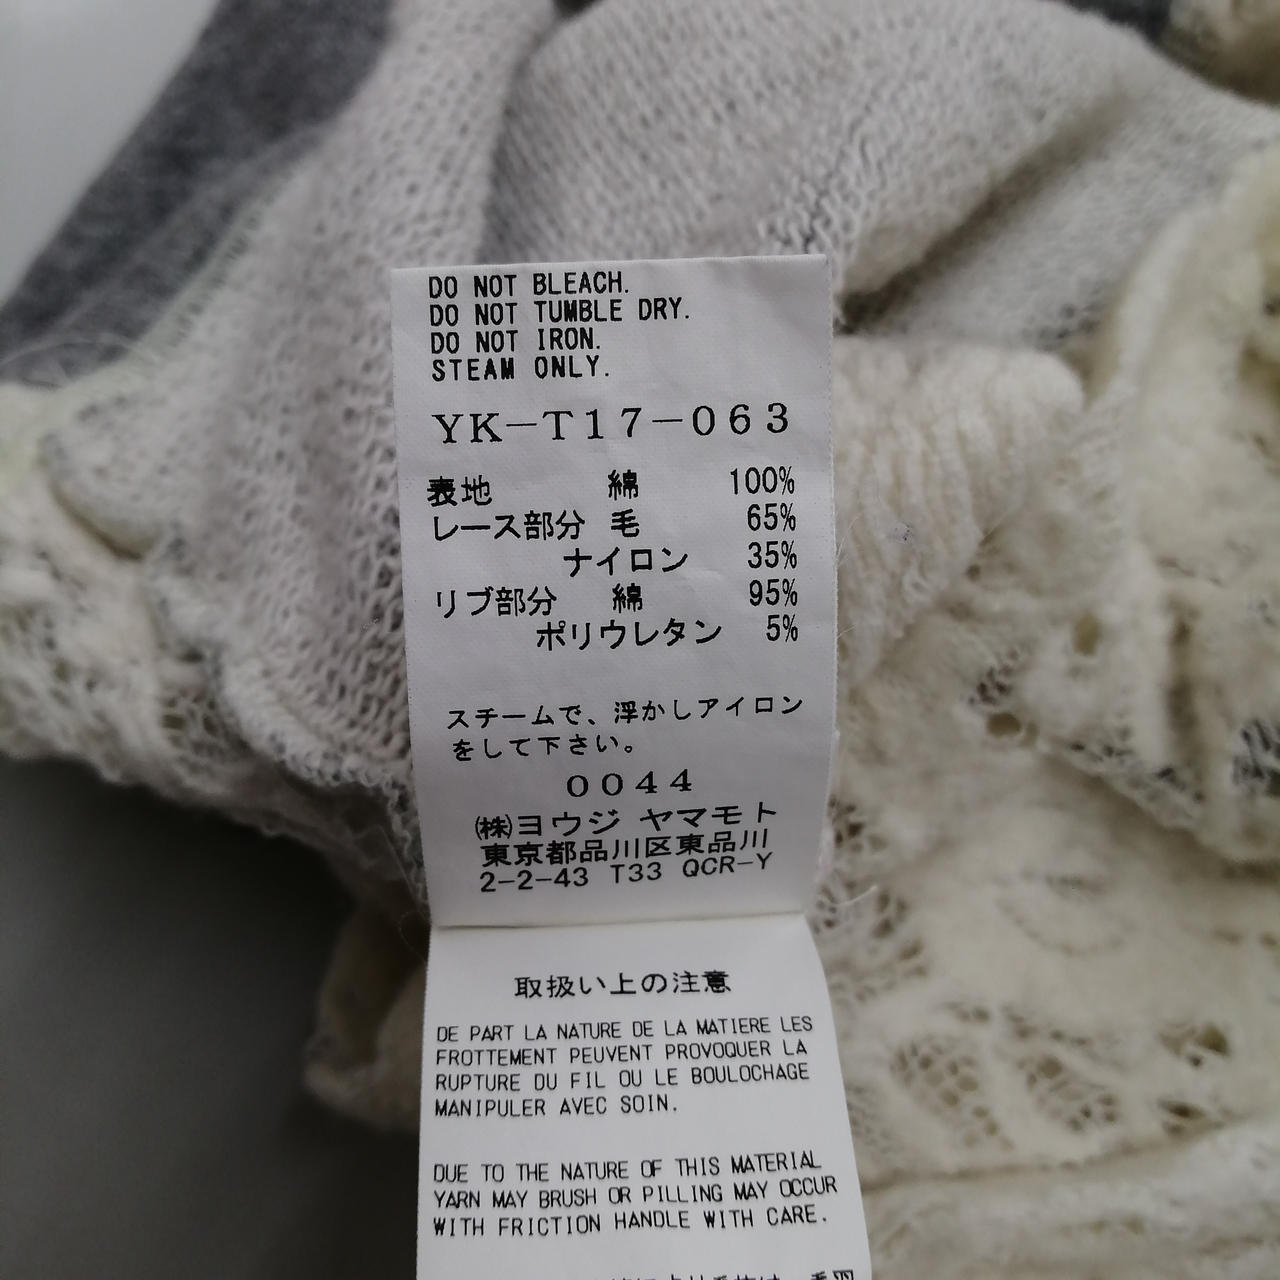 DO NOT BLEACH.
DO NOT TUMBLE DRY.
DO NOT IRON.
STEAM ONLY.
YK-T17-063
表地 綿 100%
レース部分 毛 65%
ナイロン 35%
リブ部分 綿 95%
ポリウレタン 5%
スチームで、浮かしアイロン
をして下さい。
0044
㈱ヨウジ ヤマモト
東京都品川区東品川
2-2-43 T33 QCR-Y
取扱い上の注意
DE PART LA NATURE DE LA MATIERE LES
FROTTEMENT PEUVENT PROVOQUER LA
RUPTURE DU FIL OU LE BOULOCHAGE
MANIPULER AVEC SOIN.
DUE TO THE NATURE OF THIS MATERIAL
YARN MAY BRUSH OR PILLING MAY OCCUR
WITH FRICTION HANDLE WITH CARE.